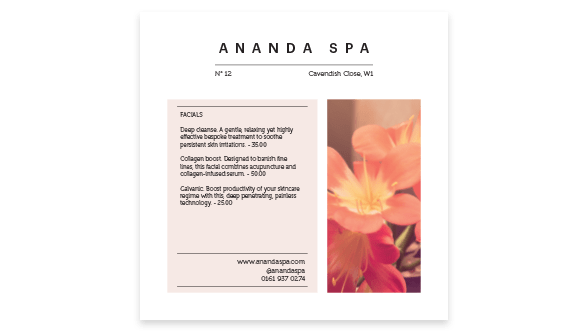 ANANDA SPA
N° 12
Cavendish Close, W1
FACIALS
Deep cleanse. A gentle, relaxing yet highly
effective bespoke treatment to soothe
persistent skin irritations. - 35.00
Collagen boost. Designed to banish fine
lines, this facial combines acupuncture and
collagen-infused serum. - 50.00
Galvanic. Boost productivity of your skincare
regime with this, deep penetrating, painless
technology. - 25.00
www.anandaspa.com
@anandaspa
0161 937 0274